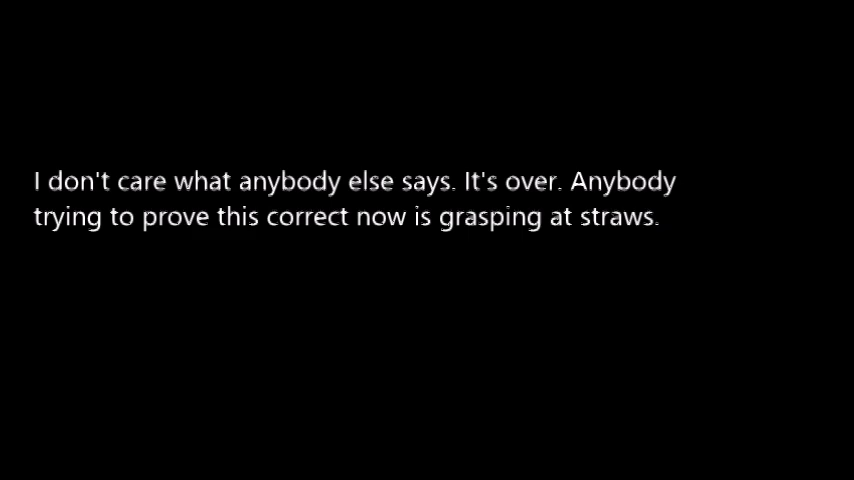 I don't care what anybody else says. It's over. Anybody
trying to prove this correct now is grasping at straws.